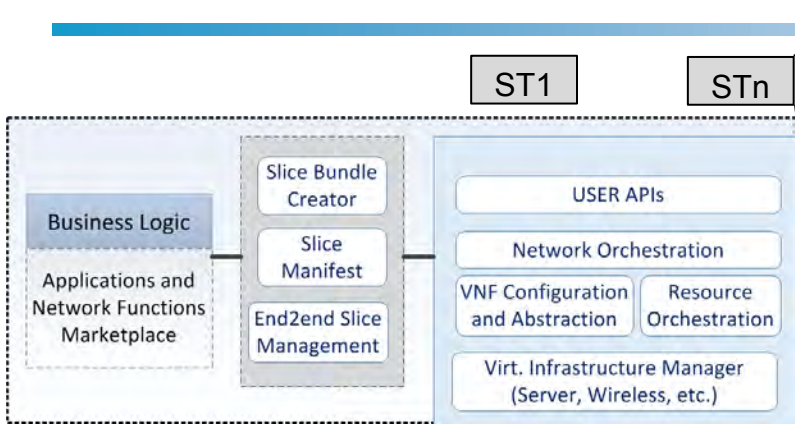 ST1
STn
Business Logic
Applications and
Network Functions
Marketplace
Slice Bundle
Creator
Slice
Manifest
End2end Slice
Management
USER APIs
Network Orchestration
VNF Configuration
and Abstraction
Resource
Orchestration
Virt. Infrastructure Manager
(Server, Wireless, etc.)